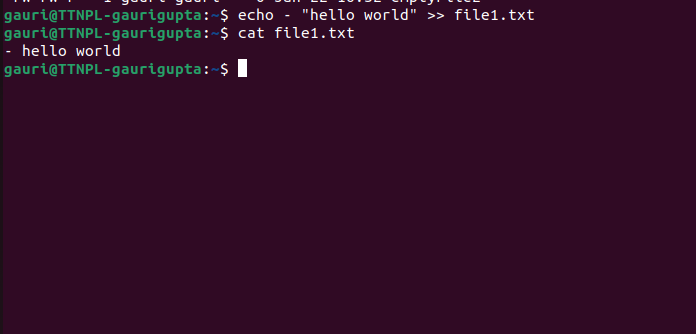 gauri@TTNPL-gaurigupta:~$ echo - "hello world" >> file1.txt
gauri@TTNPL-gaurigupta:~$ cat file1.txt
- hello world
gauri@TTNPL-gaurigupta:~$